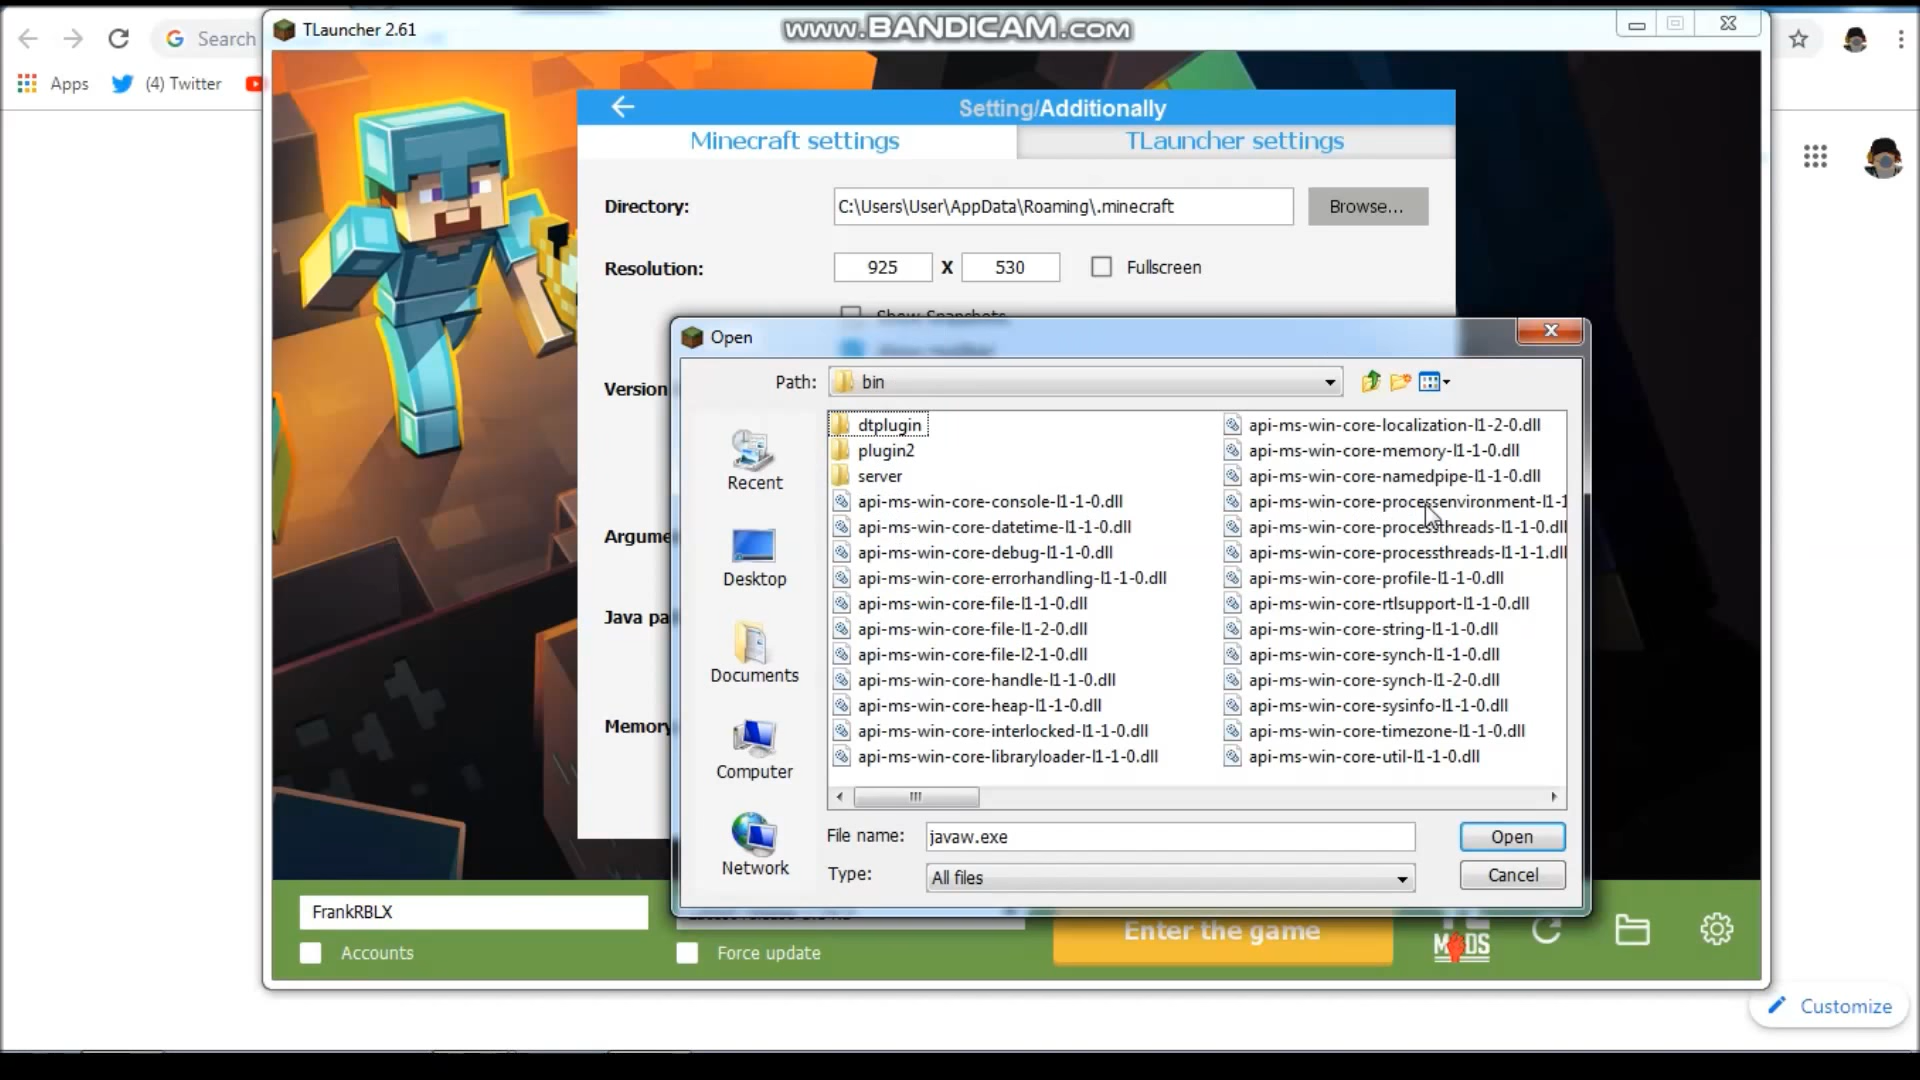 www.BANDICAM.com
TLauncher 2.61
Search
Apps
(4) Twitter
Setting/Additionally
Minecraft settings
TLauncher settings
Directory:
C:\Users\User\AppData\Roaming\.minecraft
Browse...
Resolution:
925 X 530
Fullscreen
Show Snapshots
Version
Argume
Java pa
Memory
Open
Path:
bin
Recent
Desktop
Documents
Computer
Network
dtplugin
plugin2
server
api-ms-win-core-console-l1-1-0.dll
api-ms-win-core-datetime-l1-1-0.dll
api-ms-win-core-debug-l1-1-0.dll
api-ms-win-core-errorhandling-l1-1-0.dll
api-ms-win-core-file-l1-1-0.dll
api-ms-win-core-file-l1-2-0.dll
api-ms-win-core-file-l2-1-0.dll
api-ms-win-core-handle-l1-1-0.dll
api-ms-win-core-heap-l1-1-0.dll
api-ms-win-core-interlocked-l1-1-0.dll
api-ms-win-core-libraryloader-l1-1-0.dll
api-ms-win-core-localization-l1-2-0.dll
api-ms-win-core-memory-l1-1-0.dll
api-ms-win-core-namedpipe-l1-1-0.dll
api-ms-win-core-processenvironment-l1-1
api-ms-win-core-processthreads-l1-1-0.dll
api-ms-win-core-processthreads-l1-1-1.dll
api-ms-win-core-profile-l1-1-0.dll
api-ms-win-core-rtlsupport-l1-1-0.dll
api-ms-win-core-string-l1-1-0.dll
api-ms-win-core-synch-l1-1-0.dll
api-ms-win-core-synch-l1-2-0.dll
api-ms-win-core-sysinfo-l1-1-0.dll
api-ms-win-core-timezone-l1-1-0.dll
api-ms-win-core-util-l1-1-0.dll
File name:
javaw.exe
Open
Type:
All files
Cancel
FrankRBLX
Accounts
Force update
Enter the game
MODS
Customize